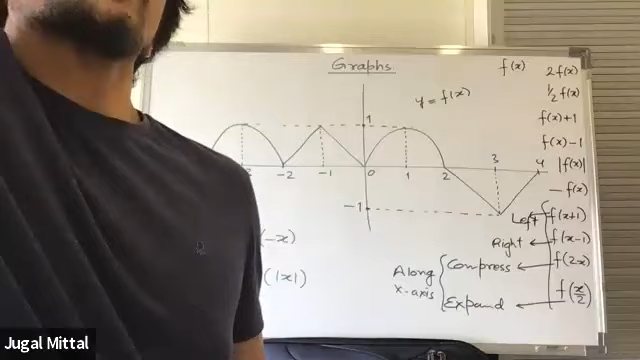 Graphs
f(x)
2f(x)
y = f(x)
1/2 f(x)
f(x)+1
f(x)-1
|f(x)|
-f(x)
1
-2 -1 0 1 2 3 4
-1
Left ← f(x+1)
Right ← f(x-1)
Along x-axis
Compress ← f(2x)
Expand ← f(x/2)
(-x)
(|x|)
Jugal Mittal